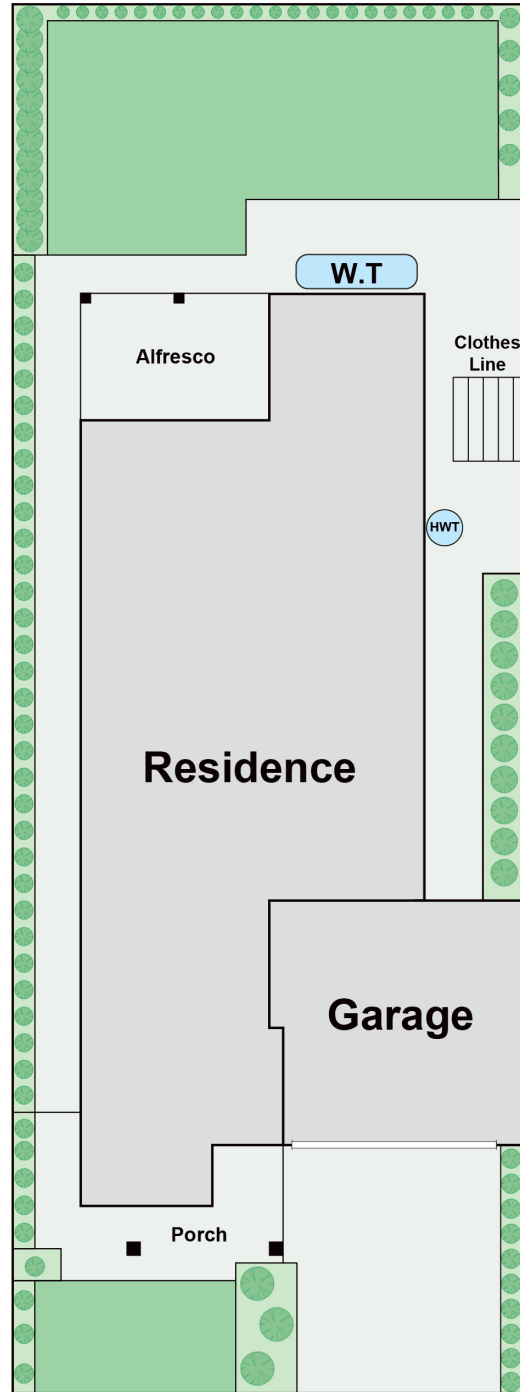 W.T
Alfresco
Clothes
Line
HWT
Residence
Garage
Porch